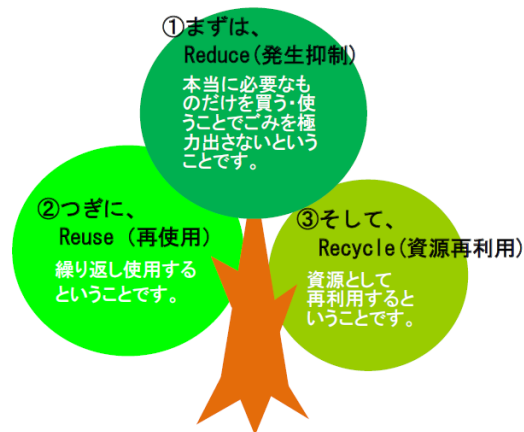 ①まずは、
Reduce(発生抑制)
本当に必要なも
のだけを買う・使
うことでごみを極
力出さないという
ことです。
②つぎに、
Reuse (再使用)
繰り返し使用する
ということです。
③そして、
Recycle(資源再利用)
資源として
再利用すると
いうことです。